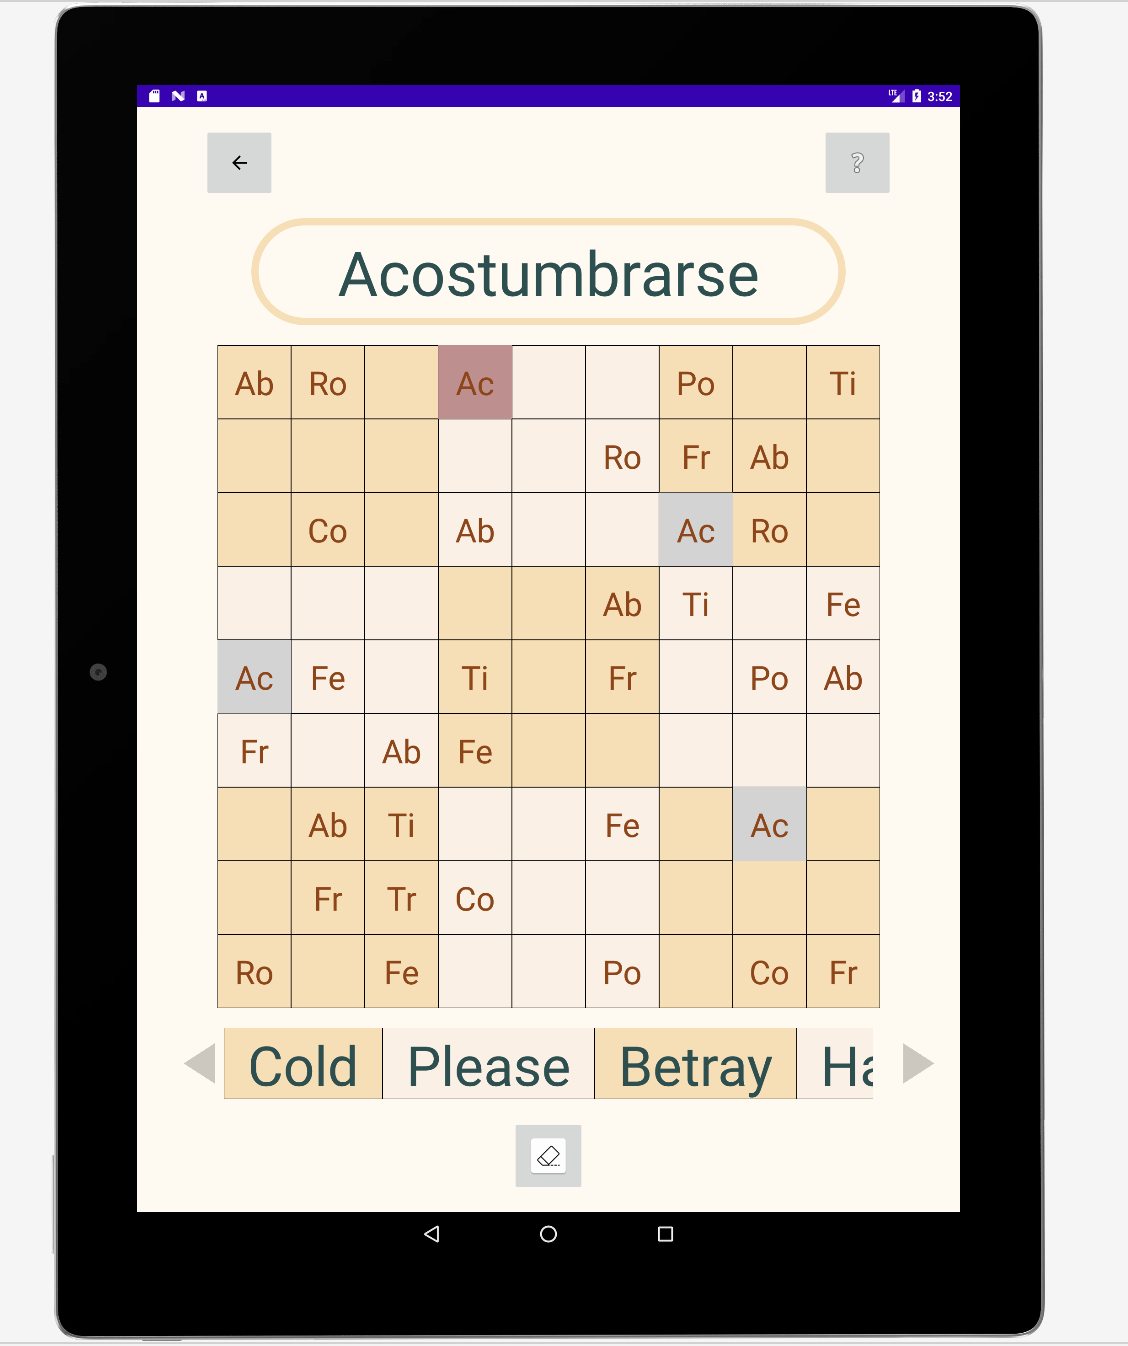 LTE 3:52
?
Acostumbrarse
Ab Ro Ac Po Ti
Ro Fr Ab
Co Ab Ac Ro
Ab Ti Fe
Ac Fe Ti Fr Po Ab
Fr Ab Fe
Ab Ti Fe Ac
Fr Tr Co
Ro Fe Po Co Fr
Cold Please Betray